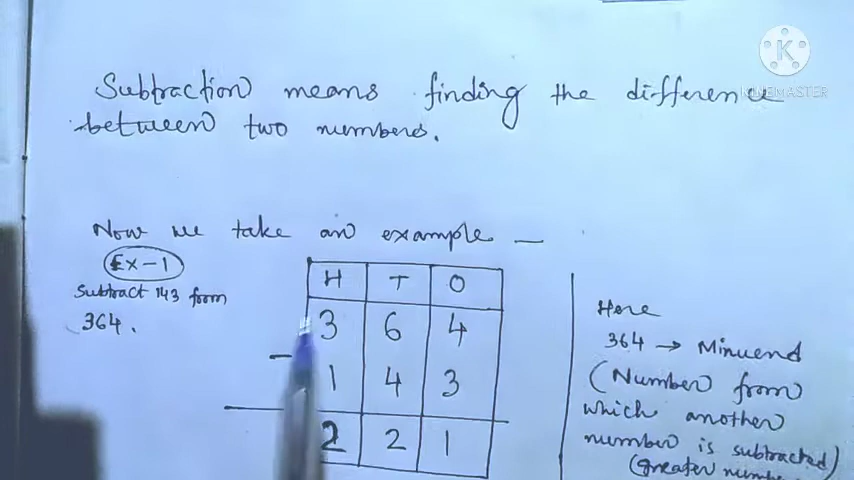 K
KINEMASTER
Subtraction means finding the difference
between two numbers.
Now we take an example —
Ex-1
Subtract 143 from
364.
H T O
3 6 4
- 1 4 3
2 2 1
Here
364 → Minuend
(Number from
which another
number is subtracted)
(greater